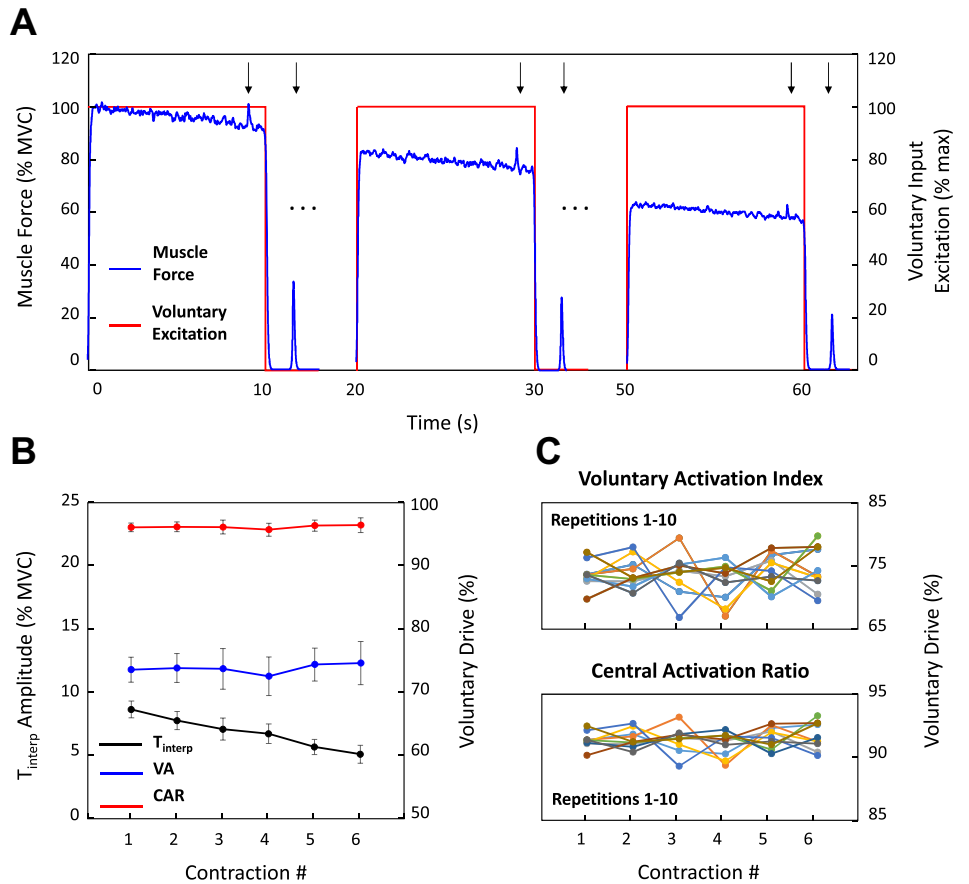 A
120
100
80
60
40
20
0
Muscle Force (% MVC)
120
100
80
60
40
20
0
Voluntary Input
Excitation (% max)
...
...
Muscle
Force
Voluntary
Excitation
0 10 20 30 50 60
Time (s)
B
25
20
15
10
5
0
Tinterp Amplitude (% MVC)
100
90
80
70
60
50
Voluntary Drive (%)
Tinterp
VA
CAR
1 2 3 4 5 6
Contraction #
C
Voluntary Activation Index
Repetitions 1-10
85
75
65
Central Activation Ratio
Repetitions 1-10
95
90
85
Voluntary Drive (%)
1 2 3 4 5 6
Contraction #